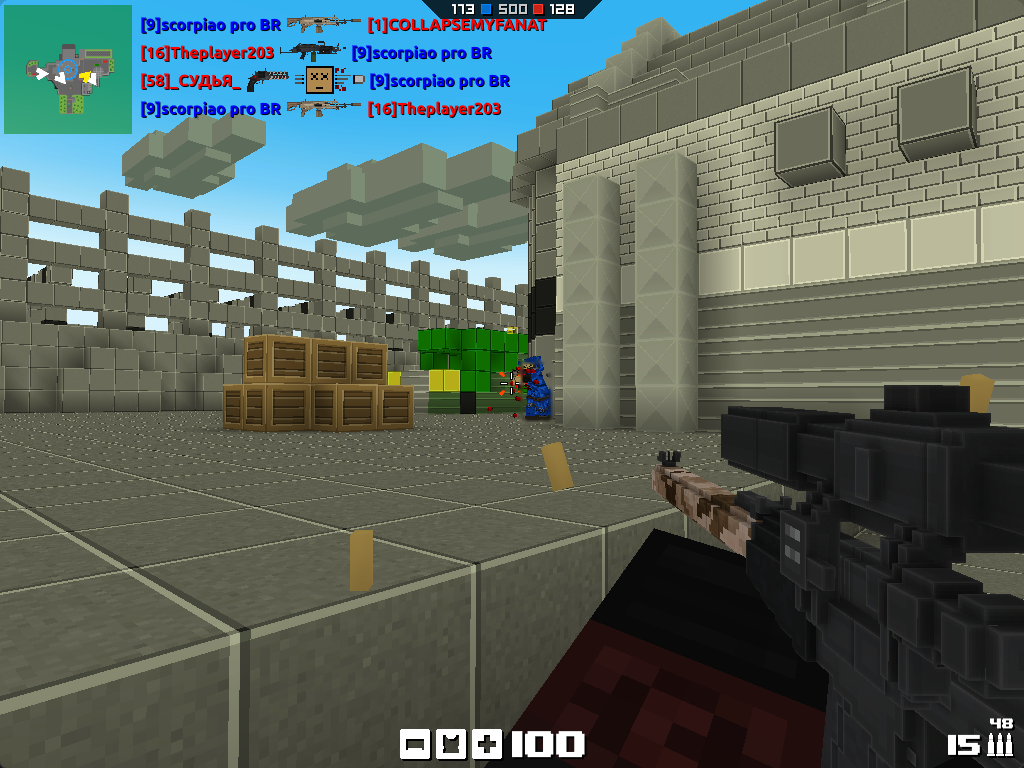 113 500 128
[9]scorpiao pro BR [1]COLLAPSEMYFANAT
[16]Theplayer203 [9]scorpiao pro BR
[58]_СУДЬЯ_ [9]scorpiao pro BR
[9]scorpiao pro BR [16]Theplayer203
100
48
15